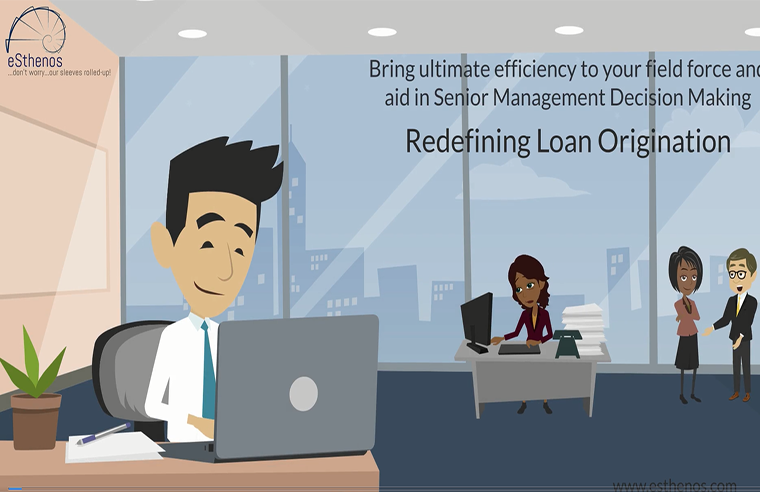 eSthenos
...don't worry...our sleeves rolled-up!
Bring ultimate efficiency to your field force and
aid in Senior Management Decision Making
Redefining Loan Origination
www.esthenos.com